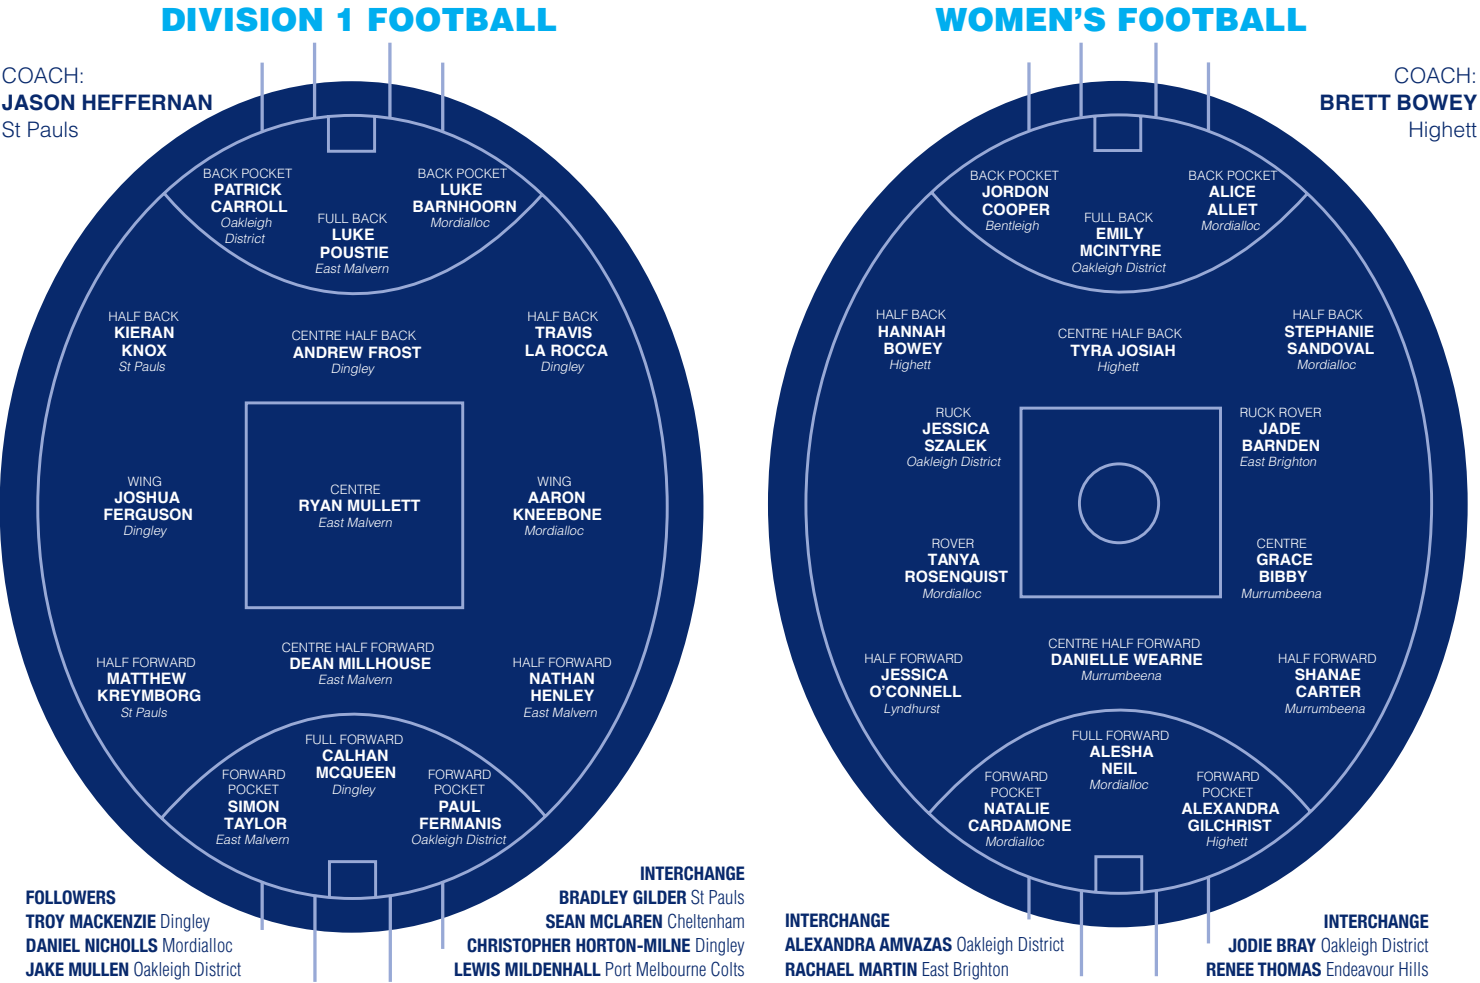 DIVISION 1 FOOTBALL
COACH:
JASON HEFFERNAN
St Pauls
BACK POCKET
PATRICK
CARROLL
Oakleigh
District
FULL BACK
LUKE
POUSTIE
East Malvern
BACK POCKET
LUKE
BARNHOORN
Mordialloc
HALF BACK
KIERAN
KNOX
St Pauls
CENTRE HALF BACK
ANDREW FROST
Dingley
HALF BACK
TRAVIS
LA ROCCA
Dingley
WING
JOSHUA
FERGUSON
Dingley
CENTRE
RYAN MULLETT
East Malvern
WING
AARON
KNEEBONE
Mordialloc
HALF FORWARD
MATTHEW
KREYMBORG
St Pauls
CENTRE HALF FORWARD
DEAN MILLHOUSE
East Malvern
HALF FORWARD
NATHAN
HENLEY
East Malvern
FORWARD
POCKET
SIMON
TAYLOR
East Malvern
FULL FORWARD
CALHAN
MCQUEEN
Dingley
FORWARD
POCKET
PAUL
FERMANIS
Oakleigh District
FOLLOWERS
TROY MACKENZIE Dingley
DANIEL NICHOLLS Mordialloc
JAKE MULLEN Oakleigh District
INTERCHANGE
BRADLEY GILDER St Pauls
SEAN MCLAREN Cheltenham
CHRISTOPHER HORTON-MILNE Dingley
LEWIS MILDENHALL Port Melbourne Colts
WOMEN'S FOOTBALL
COACH:
BRETT BOWEY
Highett
BACK POCKET
JORDON
COOPER
Bentleigh
FULL BACK
EMILY
MCINTYRE
Oakleigh District
BACK POCKET
ALICE
ALLET
Mordialloc
HALF BACK
HANNAH
BOWEY
Highett
CENTRE HALF BACK
TYRA JOSIAH
Highett
HALF BACK
STEPHANIE
SANDOVAL
Mordialloc
RUCK
JESSICA
SZALEK
Oakleigh District
RUCK ROVER
JADE
BARNDEN
East Brighton
ROVER
TANYA
ROSENQUIST
Mordialloc
CENTRE
GRACE
BIBBY
Murrumbeena
HALF FORWARD
JESSICA
O'CONNELL
Lyndhurst
CENTRE HALF FORWARD
DANIELLE WEARNE
Murrumbeena
HALF FORWARD
SHANAE
CARTER
Murrumbeena
FORWARD
POCKET
NATALIE
CARDAMONE
Mordialloc
FULL FORWARD
ALESHA
NEIL
Mordialloc
FORWARD
POCKET
ALEXANDRA
GILCHRIST
Highett
INTERCHANGE
ALEXANDRA AMVAZAS Oakleigh District
RACHAEL MARTIN East Brighton
INTERCHANGE
JODIE BRAY Oakleigh District
RENEE THOMAS Endeavour Hills